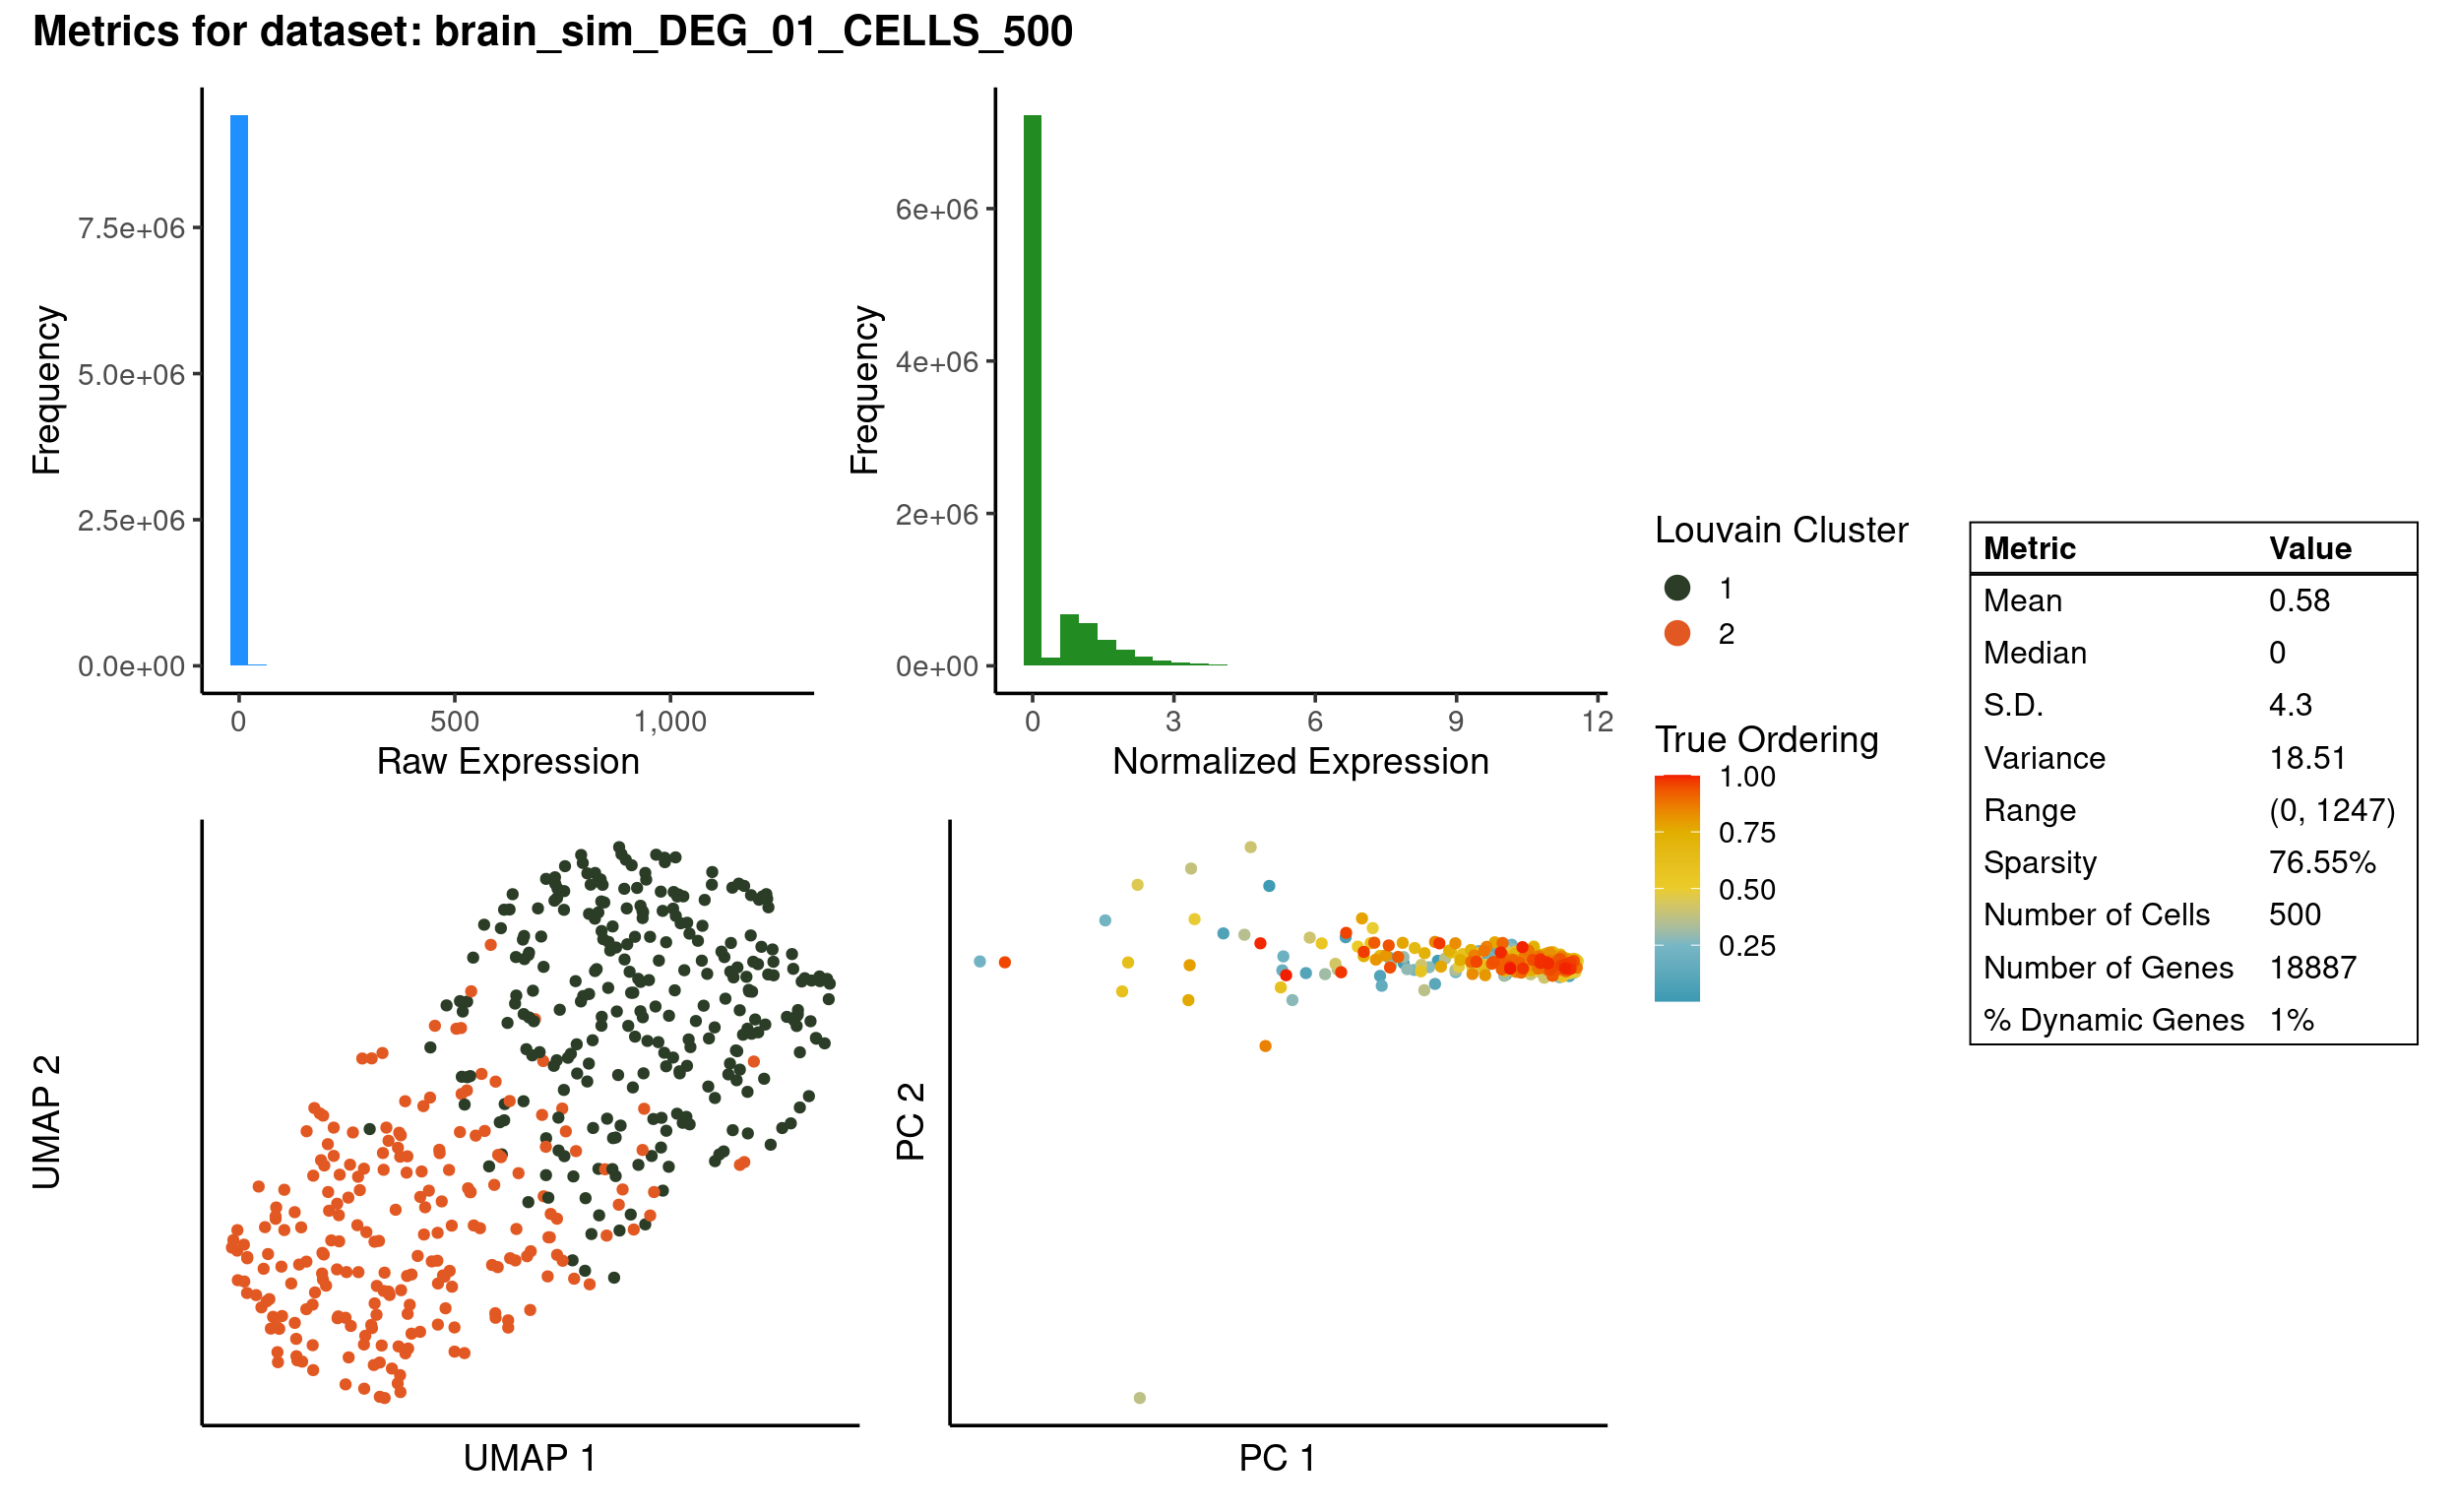 Metrics for dataset: brain_sim_DEG_01_CELLS_500
Frequency
7.5e+06
5.0e+06
2.5e+06
0.0e+00
0
500
1,000
Raw Expression
Frequency
6e+06
4e+06
2e+06
0e+00
0
3
6
9
12
Normalized Expression
UMAP 2
UMAP 1
PC 2
PC 1
Louvain Cluster
1
2
True Ordering
1.00
0.75
0.50
0.25
Metric Value
Mean 0.58
Median 0
S.D. 4.3
Variance 18.51
Range (0, 1247)
Sparsity 76.55%
Number of Cells 500
Number of Genes 18887
% Dynamic Genes 1%